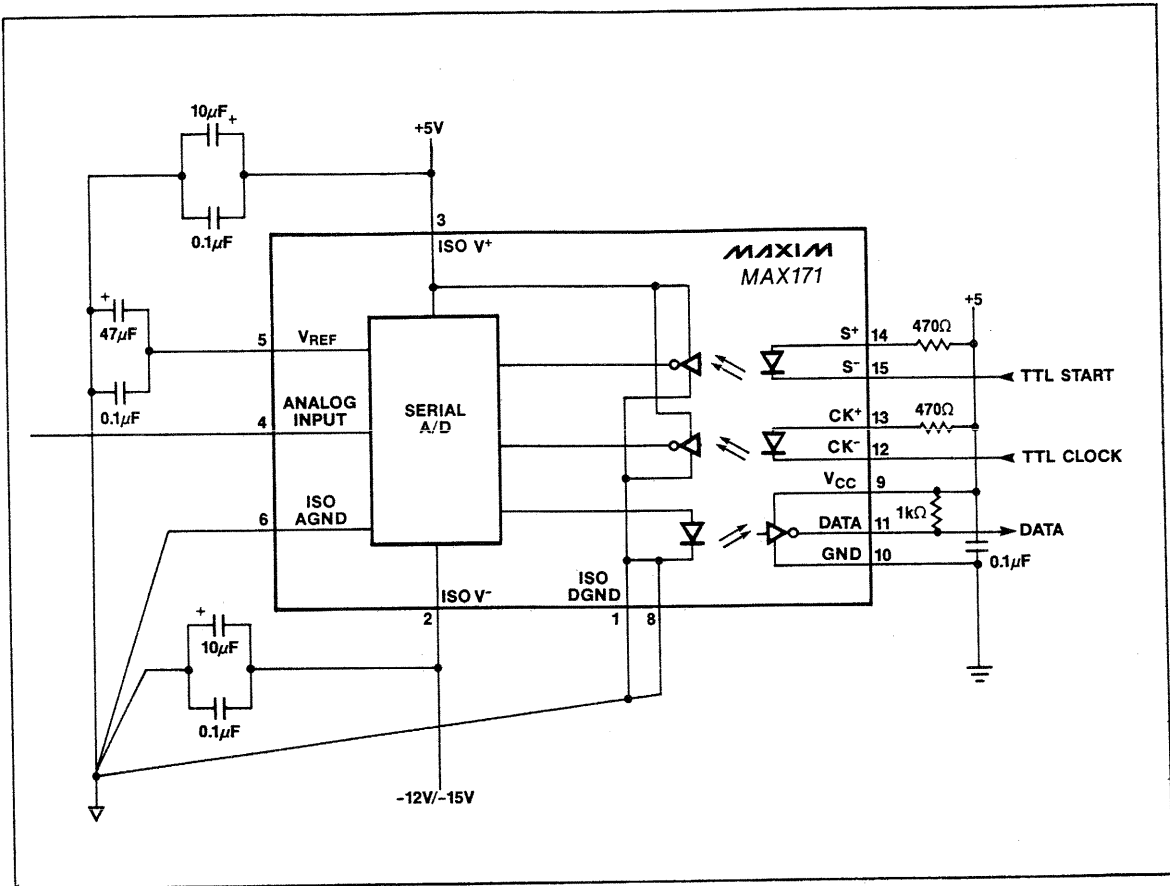 10µF
+
0.1µF
+5V
3
ISO V+
MAXIM
MAX171
+
47µF
0.1µF
5
VREF
ANALOG
INPUT
4
SERIAL
A/D
ISO
AGND
6
S+
14
470Ω
+5
S-
15
TTL START
CK+
13
470Ω
CK-
12
TTL CLOCK
VCC
9
1kΩ
DATA
11
DATA
GND
10
0.1µF
ISO V-
2
ISO
DGND
1
8
+
10µF
0.1µF
-12V/-15V